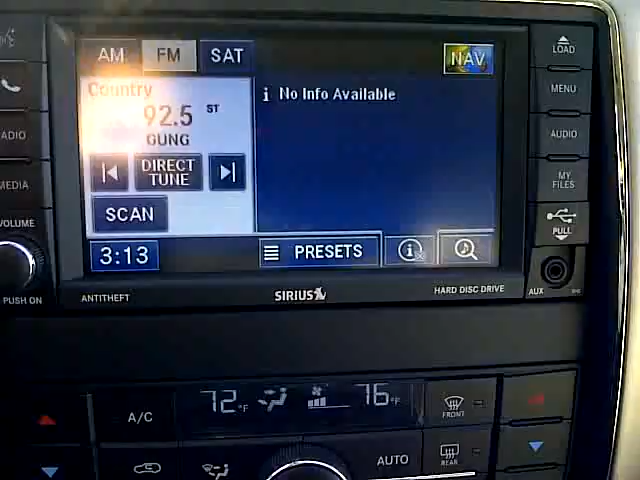 AM FM SAT NAV
Country
92.5 ST
GUNG
DIRECT
TUNE
SCAN
i No Info Available
3:13 PRESETS
LOAD
MENU
AUDIO
MY
FILES
PULL
AUX
ADIO
MEDIA
VOLUME
PUSH ON
ANTITHEFT SIRIUS HARD DISC DRIVE
72°F 76°F
A/C
FRONT
AUTO
REAR